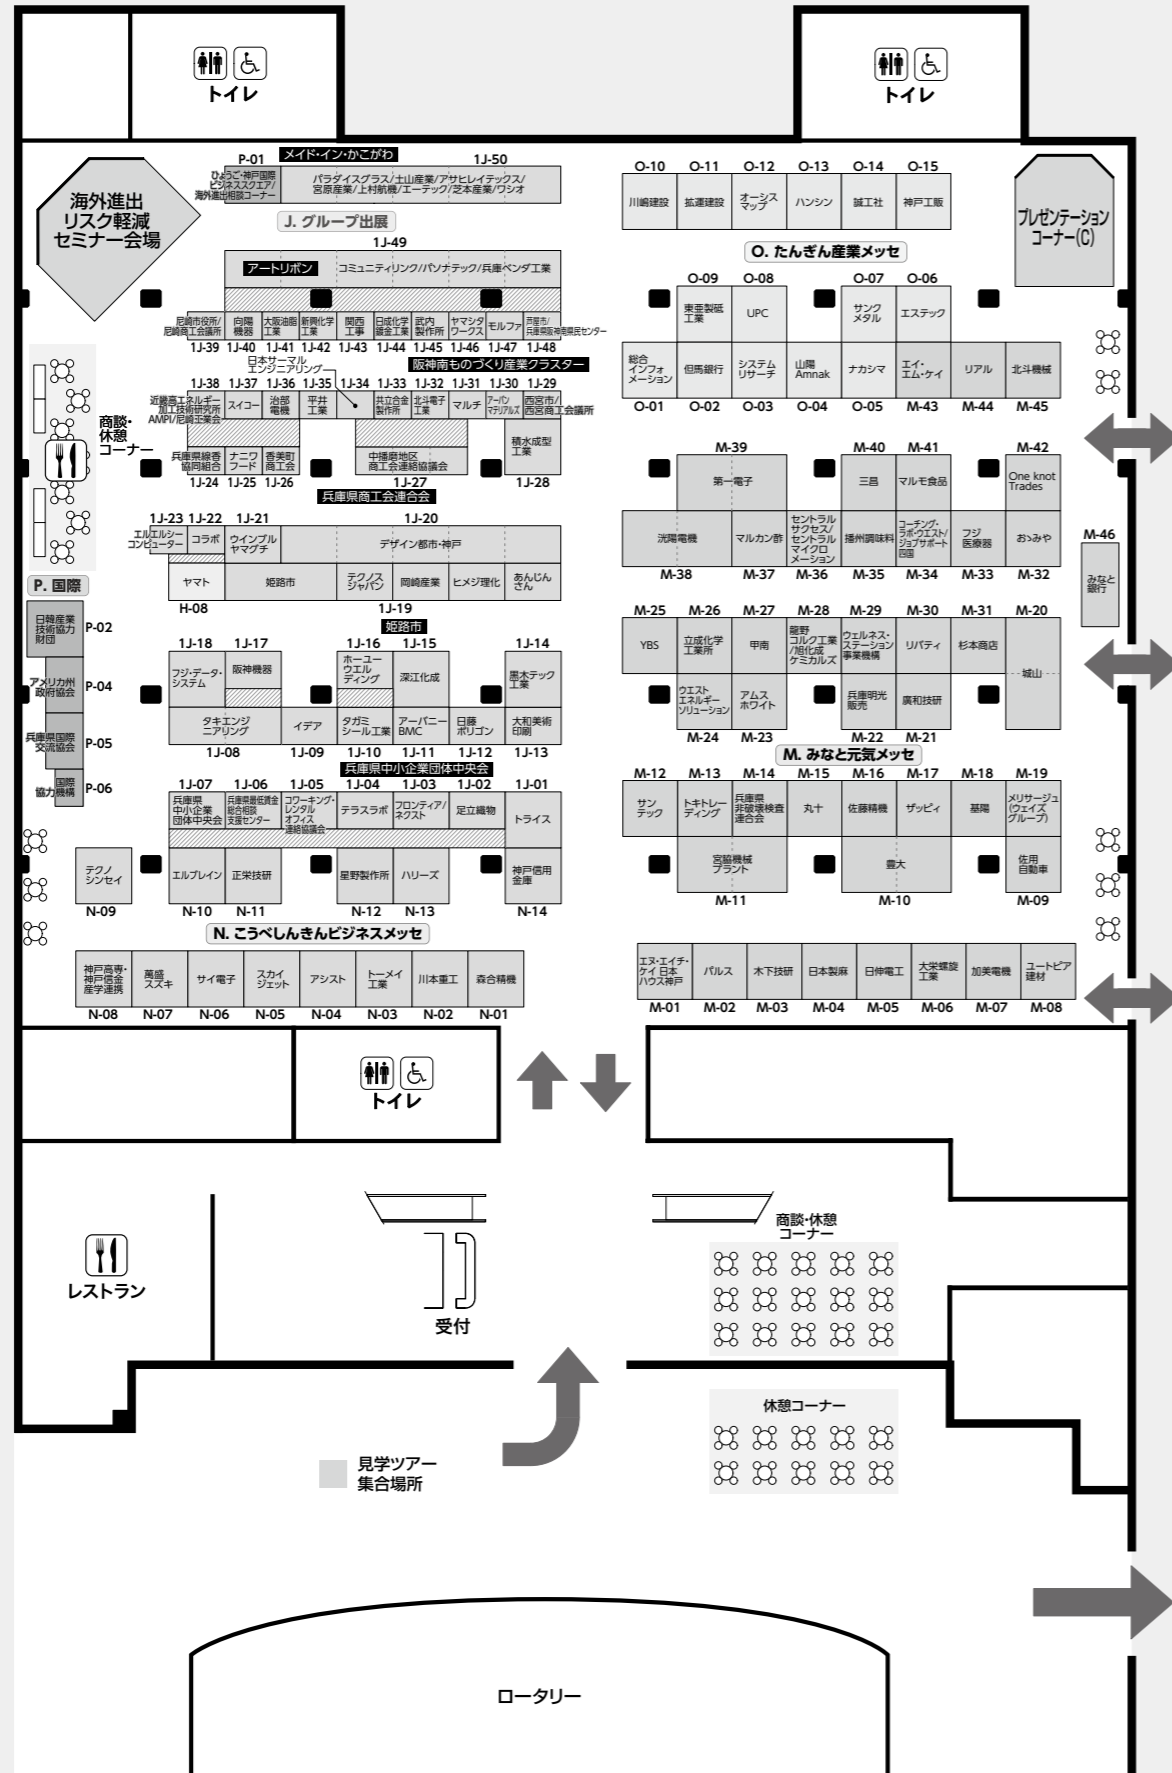 トイレ
トイレ
海外進出
リスク軽減
セミナー会場
P-01
メイド・イン・かこがわ
1J-50
ひょうご・神戸国際
ビジネススクエア/
海外進出相談コーナー
パラダイスグラス/土山産業/アサヒレイテックス/
宮原産業/上村航機/エーテック/芝本産業/ワシオ
J. グループ出展
1J-49
アートリボン
コミュニティリンク/パソナテック/兵庫ベンダ工業
尼崎市役所/
尼崎商工会議所
向陽
機器
大阪油脂
工業
新興化学
工業
関西
工事
日成化学
鍍金工業
武内
製作所
ヤマシタ
ワークス
モルファ
芦屋市/
兵庫県阪神南県民センター
1J-39
1J-40
1J-41
1J-42
1J-43
1J-44
1J-45
1J-46
1J-47
1J-48
日本サーマル
エンジニアリング
阪神南ものづくり産業クラスター
1J-38
1J-37
1J-36
1J-35
1J-34
1J-33
1J-32
1J-31
1J-30
1J-29
近畿高エネルギー
加工技術研究所
AMPI/尼崎工業会
スイコー
治部
電機
平井
工業
共立合金
製作所
北斗電子
工業
マルチ
アーバン
マテリアルズ
西宮市/
西宮商工会議所
商談・
休憩
コーナー
兵庫県線香
協同組合
ナニワ
フード
香美町
商工会
中播磨地区
商工会連絡協議会
積水成型
工業
1J-24
1J-25
1J-26
1J-27
1J-28
兵庫県商工会連合会
1J-23
1J-22
1J-21
1J-20
エルエルシー
コンピューター
コラボ
ウインブル
ヤマグチ
デザイン都市・神戸
ヤマト
姫路市
テクノス
ジャパン
岡崎産業
ヒメジ理化
あんじん
さん
H-08
1J-19
姫路市
P. 国際
日韓産業
技術協力
財団
P-02
アメリカ州
政府協会
P-04
兵庫県国際
交流協会
P-05
国際
協力機構
P-06
1J-18
1J-17
1J-16
1J-15
1J-14
フジ・データ・
システム
阪神機器
ホーユー
ウエル
ディング
深江化成
黒木テック
工業
タキエンジ
ニアリング
イデア
タガミ
シール工業
アーバニー
BMC
日藤
ポリゴン
大和美術
印刷
1J-08
1J-09
1J-10
1J-11
1J-12
1J-13
兵庫県中小企業団体中央会
1J-07
1J-06
1J-05
1J-04
1J-03
1J-02
1J-01
兵庫県
中小企業
団体中央会
兵庫県最低賃金
総合相談
支援センター
コワーキング・
レンタル
オフィス
連絡協議会
テラスラボ
フロンティア/
ネクスト
足立織物
トライス
テクノ
シンセイ
エルブレイン
正栄技研
星野製作所
ハリーズ
神戸信用
金庫
N-09
N-10
N-11
N-12
N-13
N-14
N. こうべしんきんビジネスメッセ
神戸高専・
神戸信金
産学連携
萬盛
スズキ
サイ電子
スカイ
ジェット
アシスト
トーメイ
工業
川本重工
森合精機
N-08
N-07
N-06
N-05
N-04
N-03
N-02
N-01
O-10
O-11
O-12
O-13
O-14
O-15
川嶋建設
拡運建設
オーシス
マップ
ハンシン
誠工社
神戸工販
プレゼンテーション
コーナー(C)
O. たんぎん産業メッセ
O-09
O-08
O-07
O-06
東亜製砥
工業
UPC
サンク
メタル
エステック
総合
インフォ
メーション
但馬銀行
システム
リサーチ
山陽
Amnak
ナカシマ
エイ・
エム・ケイ
リアル
北斗機械
O-01
O-02
O-03
O-04
O-05
M-43
M-44
M-45
M-39
M-40
M-41
M-42
第一電子
三昌
マルモ食品
One knot
Trades
洸陽電機
マルカン酢
セントラル
サクセス/
セントラル
マイクロ
メーション
播州調味料
コーチング・
ラボ・ウエスト/
ジョブサポート
四国
フジ
医療器
おゝみや
M-46
みなと
銀行
M-38
M-37
M-36
M-35
M-34
M-33
M-32
M-25
M-26
M-27
M-28
M-29
M-30
M-31
M-20
YBS
立成化学
工業所
甲南
龍野
コルク工業
/旭化成
ケミカルズ
ウェルネス・
ステーション
事業機構
リバティ
杉本商店
城山
ウエスト
エネルギー
ソリューション
アムス
ホワイト
兵庫明光
販売
廣和技研
M-24
M-23
M-22
M-21
M. みなと元気メッセ
M-12
M-13
M-14
M-15
M-16
M-17
M-18
M-19
サン
テック
トキトレー
ディング
兵庫県
非破壊検査
連合会
丸十
佐藤精機
ザッピィ
基陽
メリサージュ
(ウェイズ
グループ)
宮脇機械
プラント
豊大
佐用
自動車
M-11
M-10
M-09
エヌ・エイチ・
ケイ 日本
ハウス神戸
パルス
木下技研
日本製麻
日伸電工
大栄螺旋
工業
加美電機
ユートピア
建材
M-01
M-02
M-03
M-04
M-05
M-06
M-07
M-08
トイレ
レストラン
受付
商談・休憩
コーナー
休憩コーナー
見学ツアー
集合場所
ロータリー